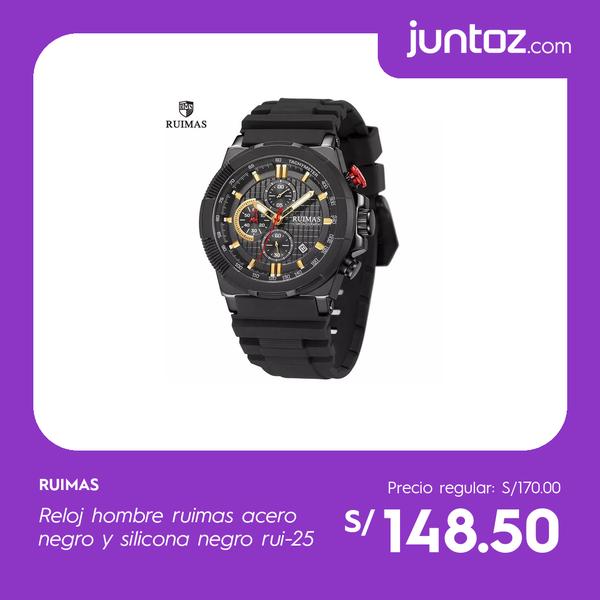 juntoz.com
RUIMAS
TACHYMETER
RUIMAS
RUIMAS
Precio regular: S/170.00
Reloj hombre ruimas acero
negro y silicona negro rui-25
S/148.50